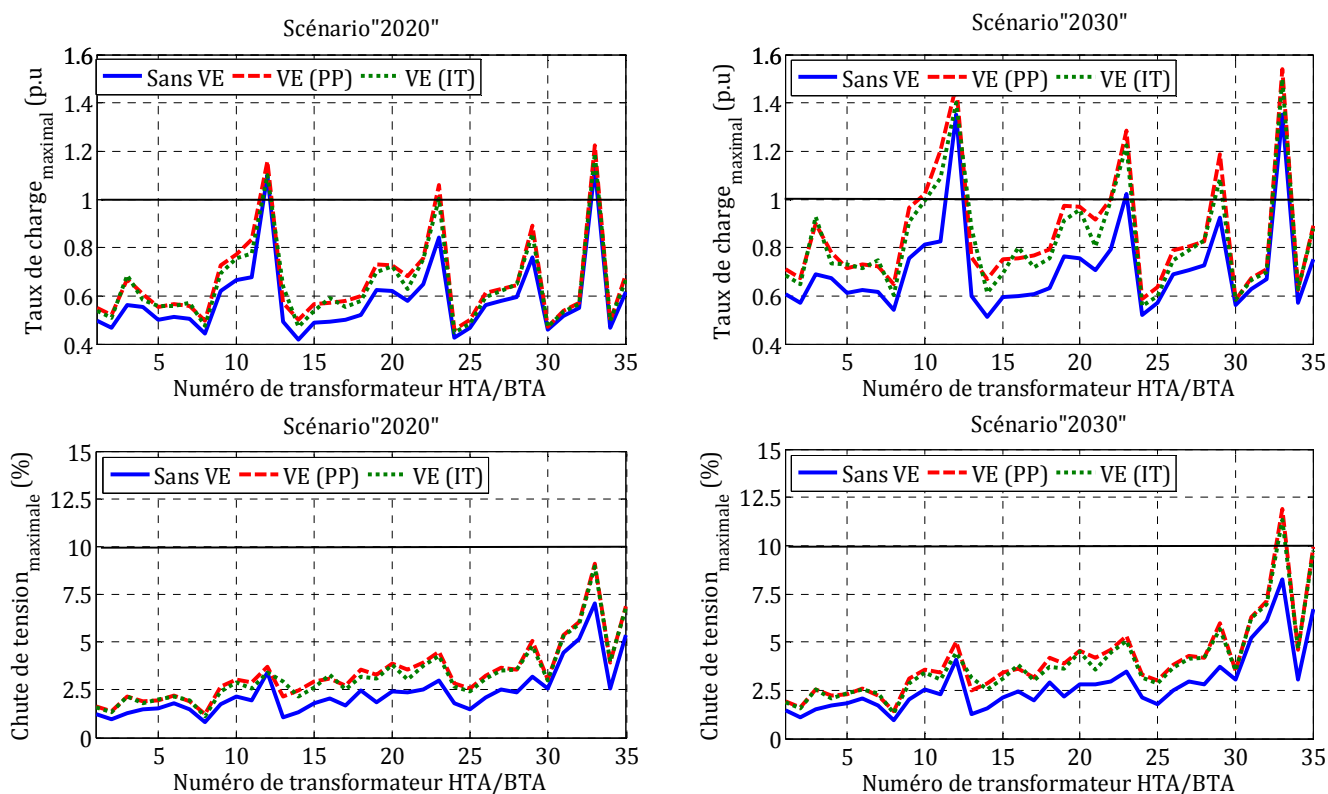 Scénario"2020"
Taux de charge maximal (p.u
1.6
1.4
1.2
1
0.8
0.6
0.4
Sans VE VE (PP) VE (IT)
5 10 15 20 25 30 35
Numéro de transformateur HTA/BTA
Scénario"2030"
Taux de charge maximal (p.u)
1.6
1.4
1.2
1
0.8
0.6
0.4
Sans VE VE (PP) VE (IT)
5 10 15 20 25 30 35
Numéro de transformateur HTA/BTA
Scénario"2020"
Chute de tension maximale (%)
15
12.5
10
7.5
5
2.5
0
Sans VE VE (PP) VE (IT)
5 10 15 20 25 30 35
Numéro de transformateur HTA/BTA
Scénario"2030"
Chute de tension maximale (%)
15
12.5
10
7.5
5
2.5
0
Sans VE VE (PP) VE (IT)
5 10 15 20 25 30 35
Numéro de transformateur HTA/BTA